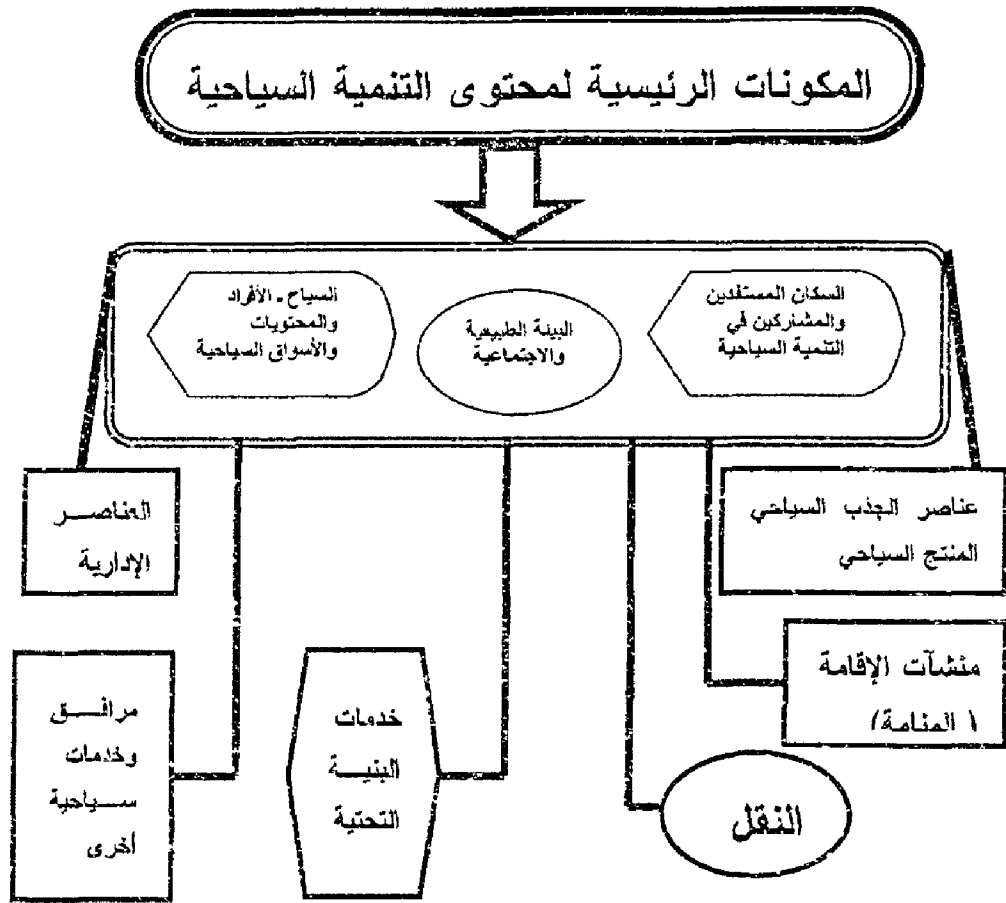 المكونات الرئيسية لمحتوى التنمية السياحية
السكان المستفدين
والمشاركين في
التنمية السياحية
البيئة الطبيعية
والاجتماعية
السياح - الأفراد
والمحتويات
والأسواق السياحية
عناصر الجذب السياحي
المنتج السياحي
العناصر
الإدارية
منشآت الإقامة
( المنامة)
النقل
خدمات
البنية
التحتية
مرافق
وخدمات
سياحية
أخرى